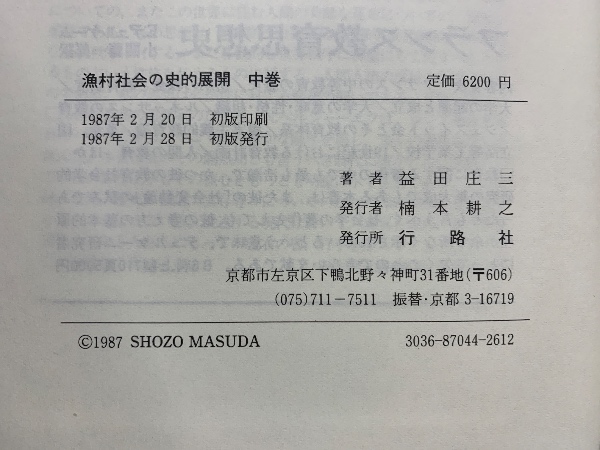 漁村社会の史的展開　中巻　定価 6200 円
1987年 2 月 20 日　初版印刷
1987年 2 月 28 日　初版発行
著　者　益　田　庄　三
発行者　楠　本　耕　之
発行所　行　路　社
京都市左京区下鴨北野々神町31番地(〒606)
(075)711−7511　振替・京都 3-16719
©1987 SHOZO MASUDA　3036-87044-2612